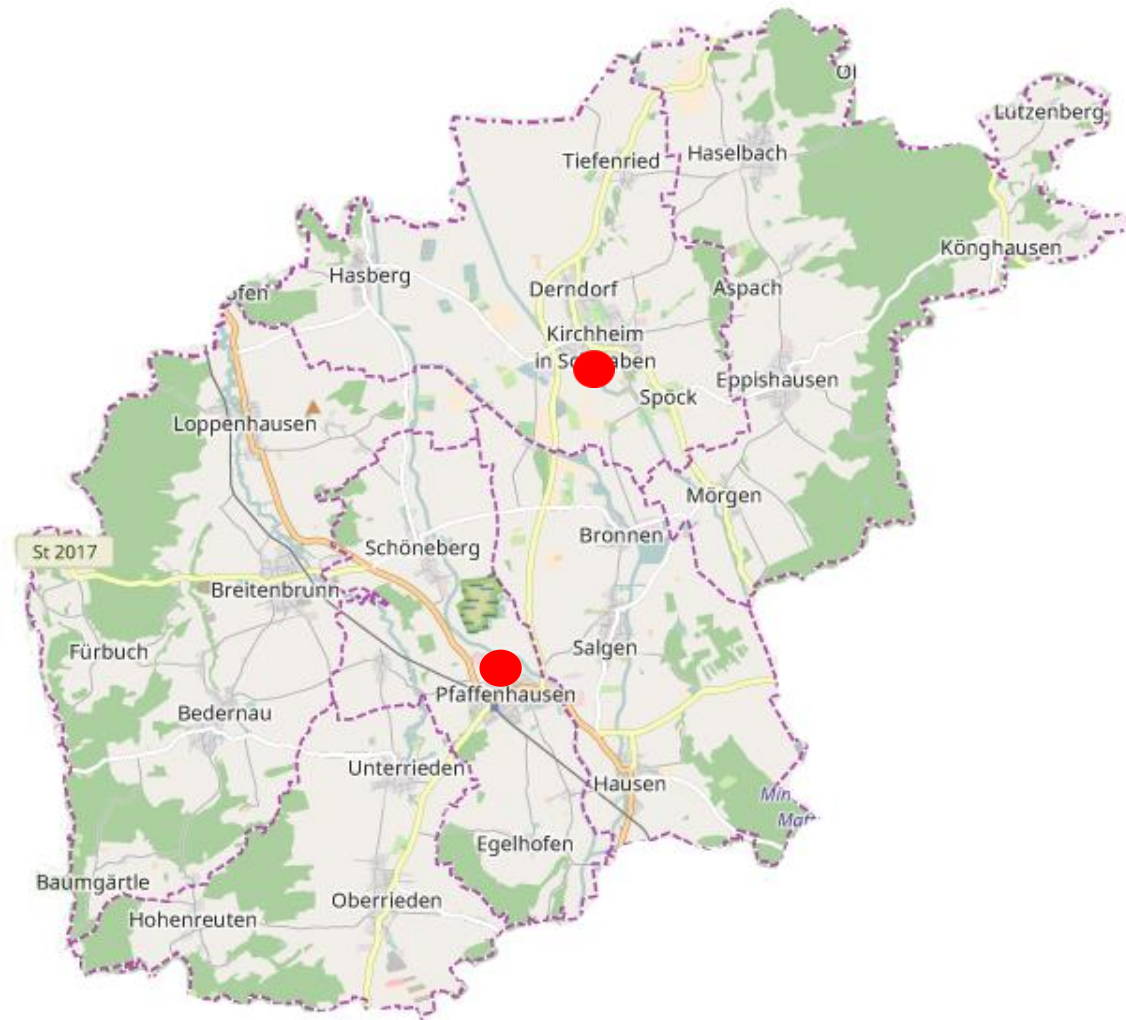 Lutzenberg
Tiefenried
Haselbach
Könghausen
Hasberg
Derndorf
Aspach
Kirchheim
in
Eppishausen
Spöck
Loppenhausen
Mörgen
Bronnen
St 2017
Schöneberg
Breitenbrunn
Fürbuch
Salgen
Pfaffenhausen
Bedernau
Unterrieden
Hausen
Egelhofen
Baumgärtle
Oberrieden
Hohenreuten